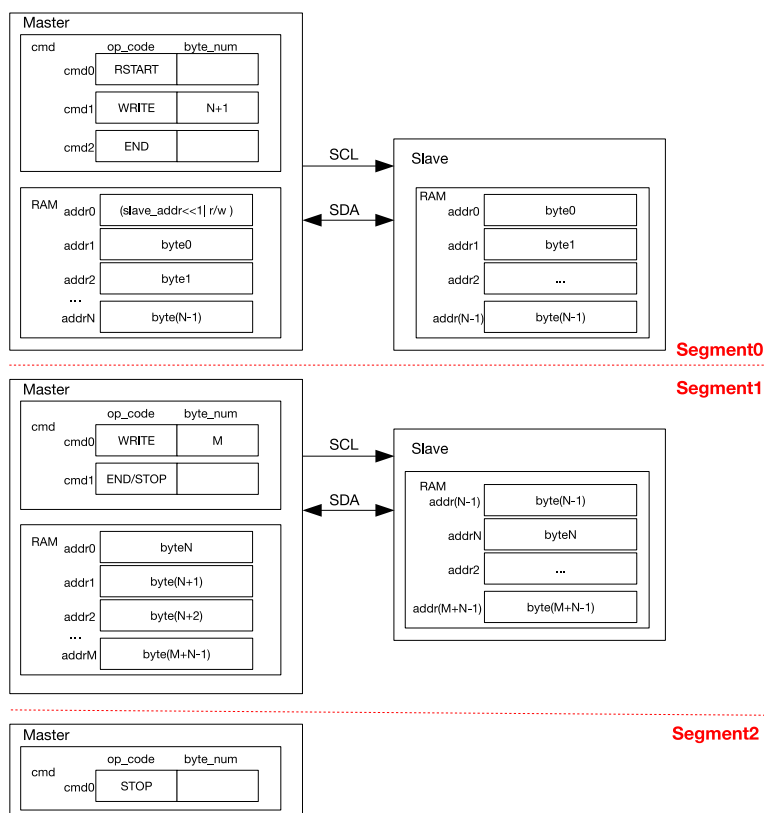 Master
cmd op_code byte_num
cmd0 RSTART
cmd1 WRITE N+1
cmd2 END
RAM
addr0 (slave_addr<<1| r/w )
addr1 byte0
addr2 byte1
...
addrN byte(N-1)
SCL
SDA
Slave
RAM
addr0 byte0
addr1 byte1
addr2 ...
addr(N-1) byte(N-1)
Segment0
Segment1
Master
op_code byte_num
cmd
cmd0 WRITE M
cmd1 END/STOP
RAM
addr0 byteN
addr1 byte(N+1)
addr2 byte(N+2)
...
addrM byte(M+N-1)
SCL
SDA
Slave
RAM
addr(N-1) byte(N-1)
addrN byteN
addr2 ...
addr(M+N-1) byte(M+N-1)
Segment2
Master
op_code byte_num
cmd
cmd0 STOP